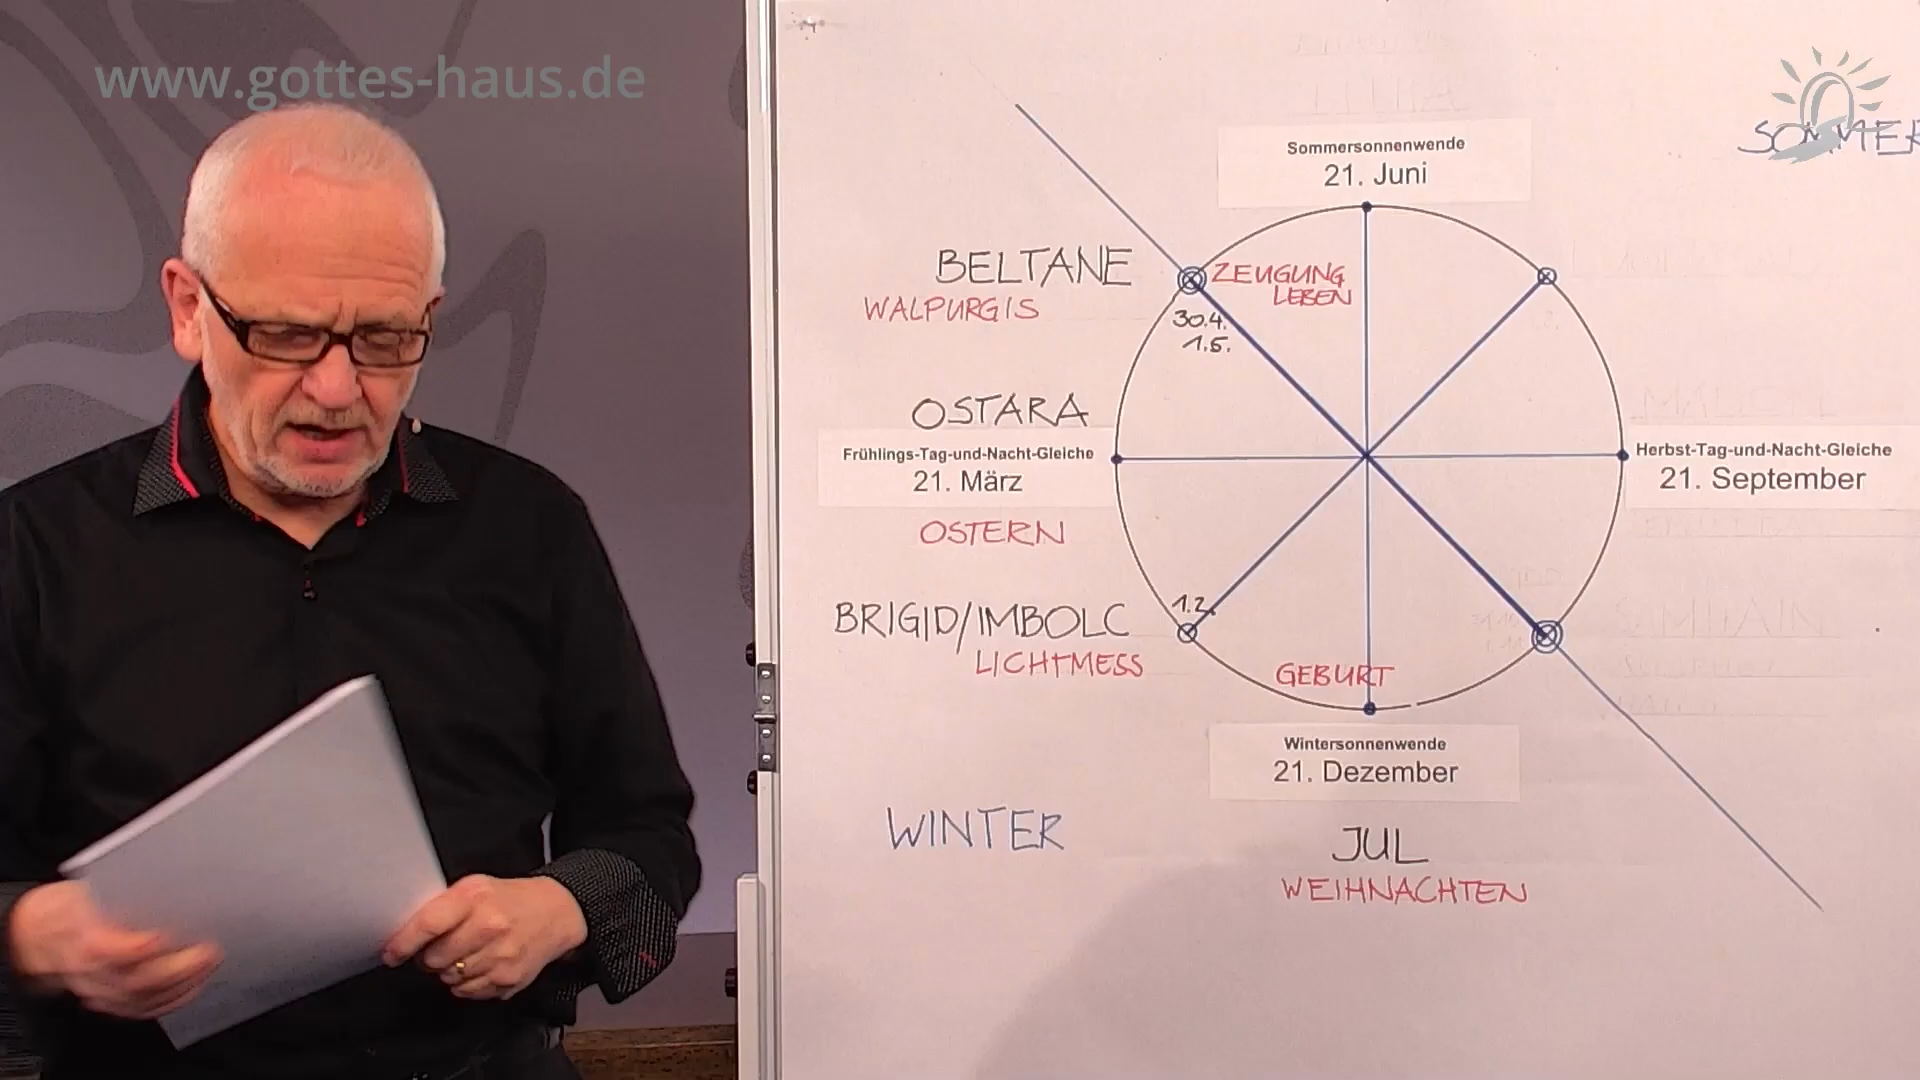 www.gottes-haus.de
SOMMER
Sommersonnenwende
21. Juni
BELTANE
WALPURGIS
ZEUGUNG
LEBEN
30.4.
1.5.
OSTARA
Frühlings-Tag-und-Nacht-Gleiche
21. März
OSTERN
Herbst-Tag-und-Nacht-Gleiche
21. September
BRIGID/IMBOLC
LICHTMESS
1.2.
GEBURT
Wintersonnenwende
21. Dezember
WINTER
JUL
WEIHNACHTEN